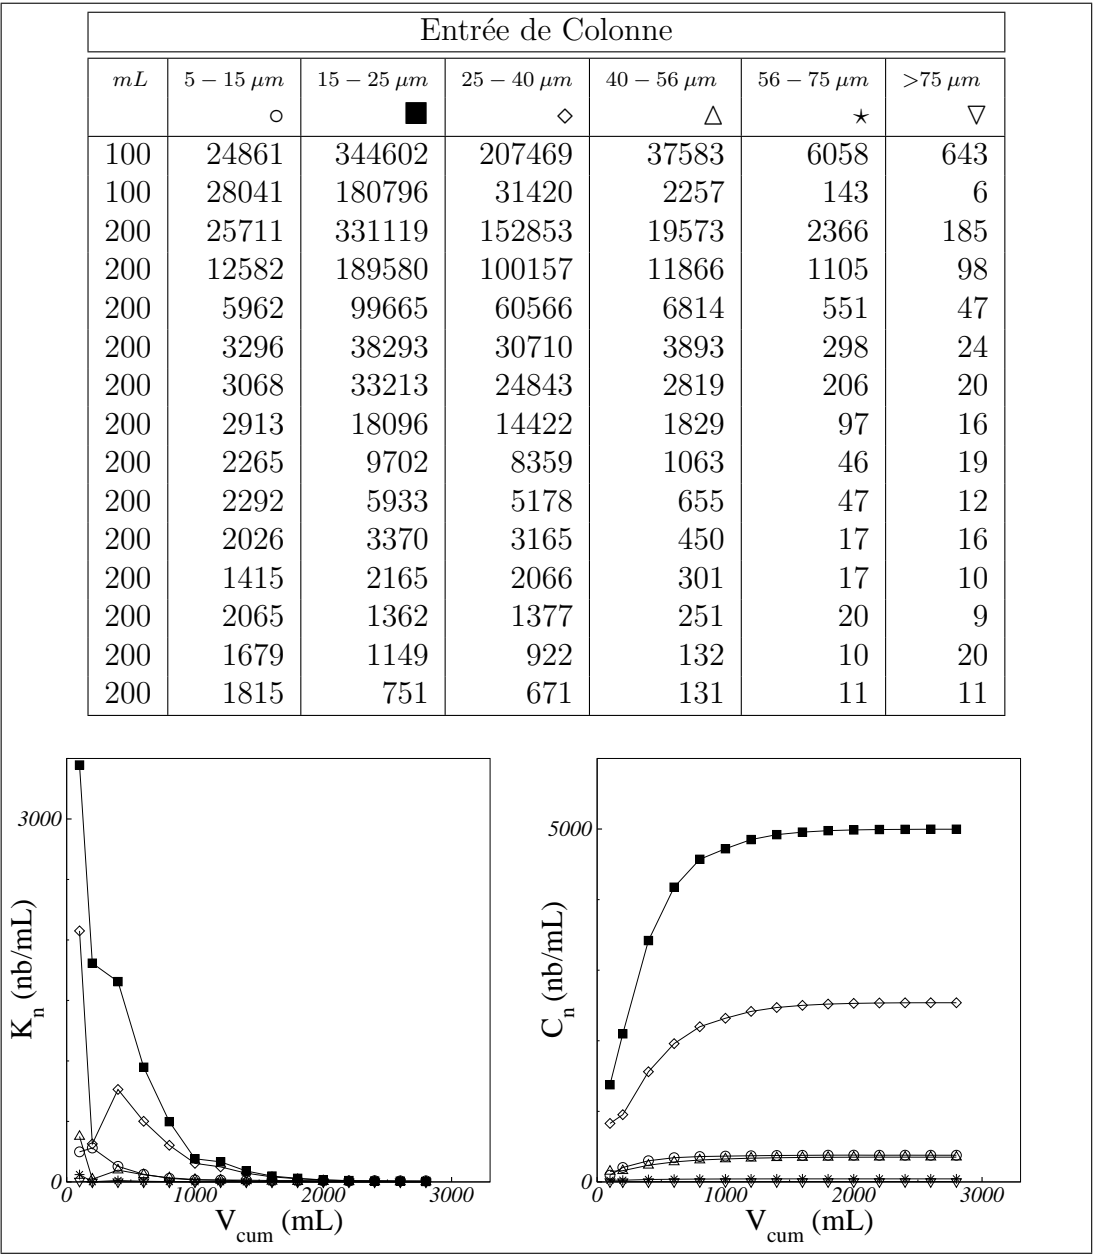 Entrée de Colonne
mL 5 − 15 μm 15 − 25 μm 25 − 40 μm 40 − 56 μm 56 − 75 μm >75 μm
○ ■ ◇ △ ⋆ ▽
100 24861 344602 207469 37583 6058 643
100 28041 180796 31420 2257 143 6
200 25711 331119 152853 19573 2366 185
200 12582 189580 100157 11866 1105 98
200 5962 99665 60566 6814 551 47
200 3296 38293 30710 3893 298 24
200 3068 33213 24843 2819 206 20
200 2913 18096 14422 1829 97 16
200 2265 9702 8359 1063 46 19
200 2292 5933 5178 655 47 12
200 2026 3370 3165 450 17 16
200 1415 2165 2066 301 17 10
200 2065 1362 1377 251 20 9
200 1679 1149 922 132 10 20
200 1815 751 671 131 11 11
3000
K_n (nb/mL)
0
0 1000 2000 3000
V_cum (mL)
5000
C_n (nb/mL)
0
0 1000 2000 3000
V_cum (mL)